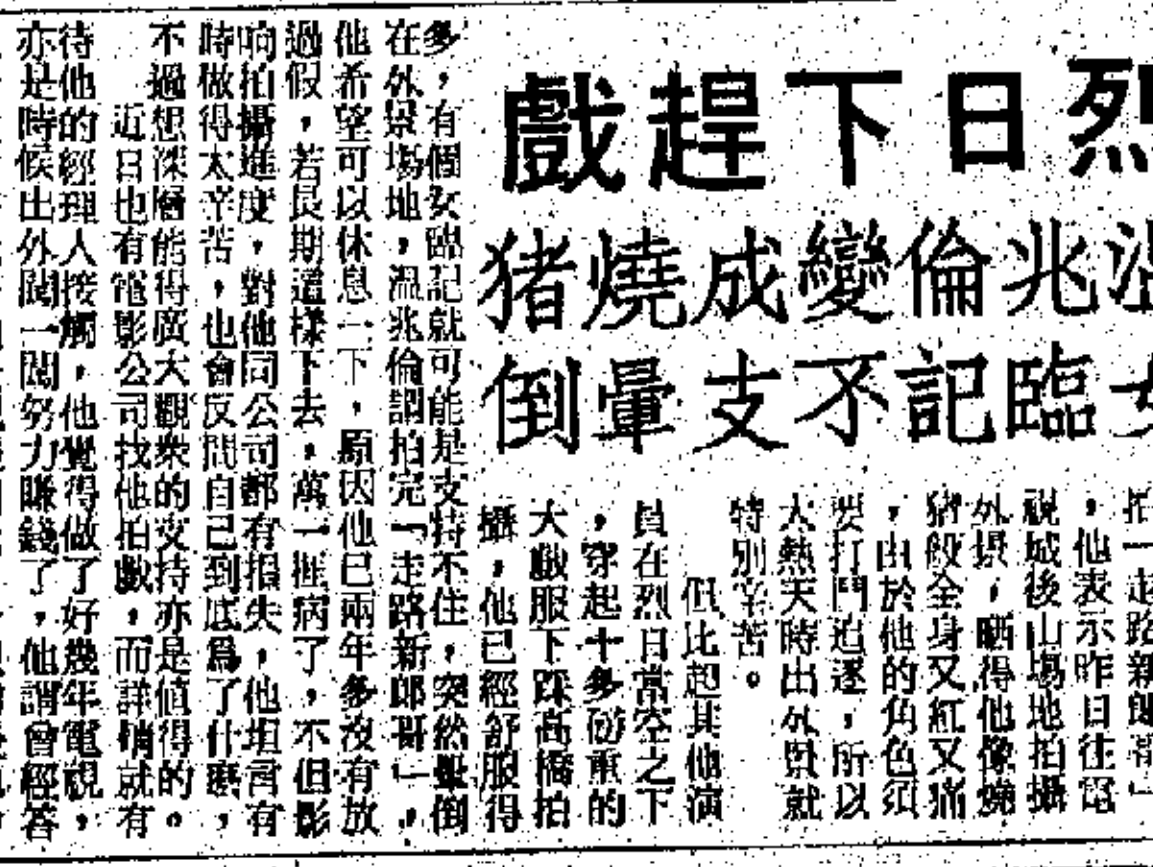 烈日下趕戲
兆倫變成燒猪
臨記不支暈倒
拍「走路新郎哥」
，他表示昨日往電
視城後山場地拍攝
外景，晒得他像燒
猪般全身又紅又痛
，由於他的角色須
要打鬥追逐，所以
大熱天時出外景就
特別辛苦。
但比起其他演
員在烈日當空之下
，穿起十多磅重的
大戲服下踩高橋拍
攝，他已經舒服得
多，有個女臨記就可能是支持不住，突然暈倒
在外景場地，溫兆倫謂拍完「走路新郎哥」，
他希望可以休息一下，原因他已兩年多沒有放
過假，若長期這樣下去，萬一捱病了，不但影
响拍攝進度，對他同公司都有損失，他坦言有
時做得太辛苦，也會反問自己到底爲了什麽，
不過想深層能得廣大觀衆的支持亦是值得的。
近日也有電影公司找他拍戲，而詳情就有
待他的經理人接觸，他覺得做了好幾年電視，
亦是時候出外闖一闖努力賺錢了，他謂曾經答